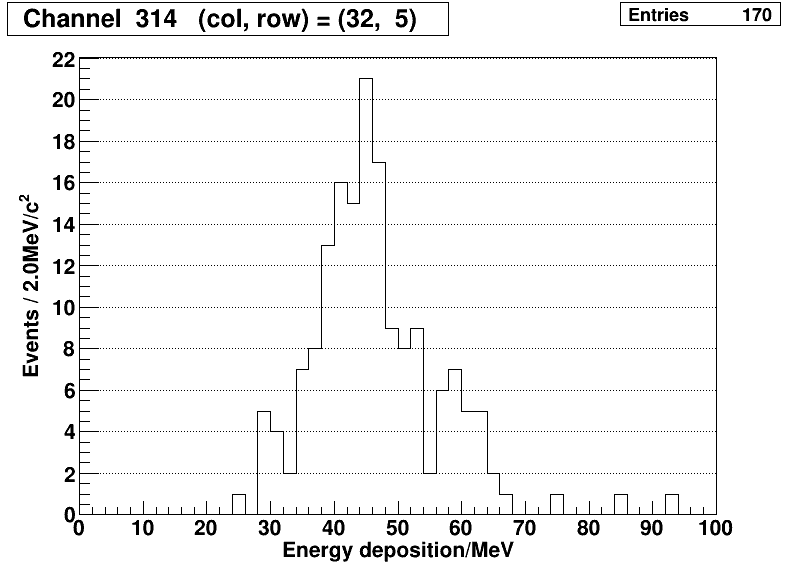 Channel 314 (col, row) = (32, 5)
Entries 170
Events / 2.0MeV/c2
22
20
18
16
14
12
10
8
6
4
2
0
0 10 20 30 40 50 60 70 80 90 100
Energy deposition/MeV